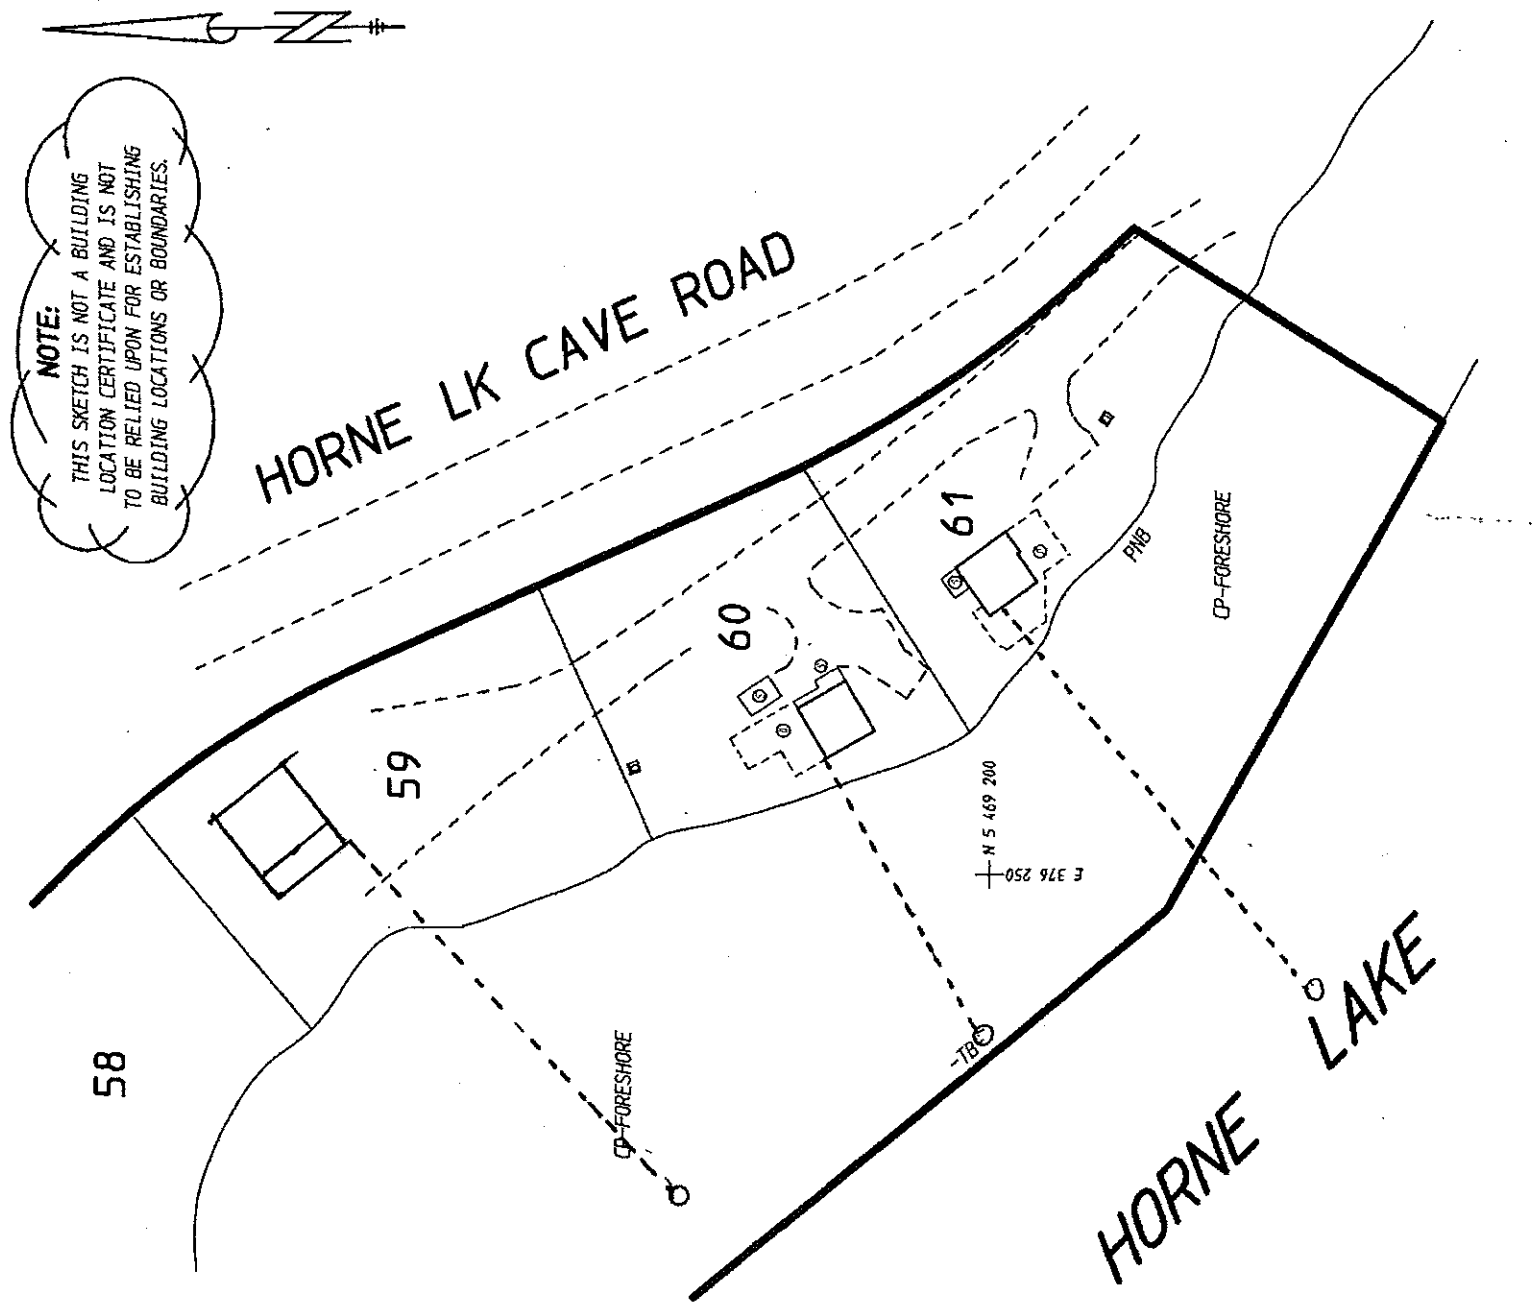 N
NOTE:
THIS SKETCH IS NOT A BUILDING
LOCATION CERTIFICATE AND IS NOT
TO BE RELIED UPON FOR ESTABLISHING
BUILDING LOCATIONS OR BOUNDARIES.
HORNE LK CAVE ROAD
58
59
60
61
PNB
CP-FORESHORE
CP-FORESHORE
N 5 469 200
E 376 250
HORNE LAKE